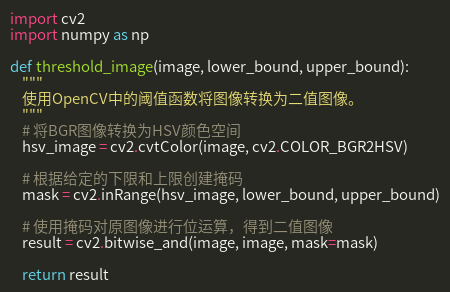 import cv2
import numpy as np
def threshold_image(image, lower_bound, upper_bound):
"""
使用OpenCV中的阈值函数将图像转换为二值图像。
"""
# 将BGR图像转换为HSV颜色空间
hsv_image = cv2.cvtColor(image, cv2.COLOR_BGR2HSV)
# 根据给定的下限和上限创建掩码
mask = cv2.inRange(hsv_image, lower_bound, upper_bound)
# 使用掩码对原图像进行位运算，得到二值图像
result = cv2.bitwise_and(image, image, mask=mask)
return result